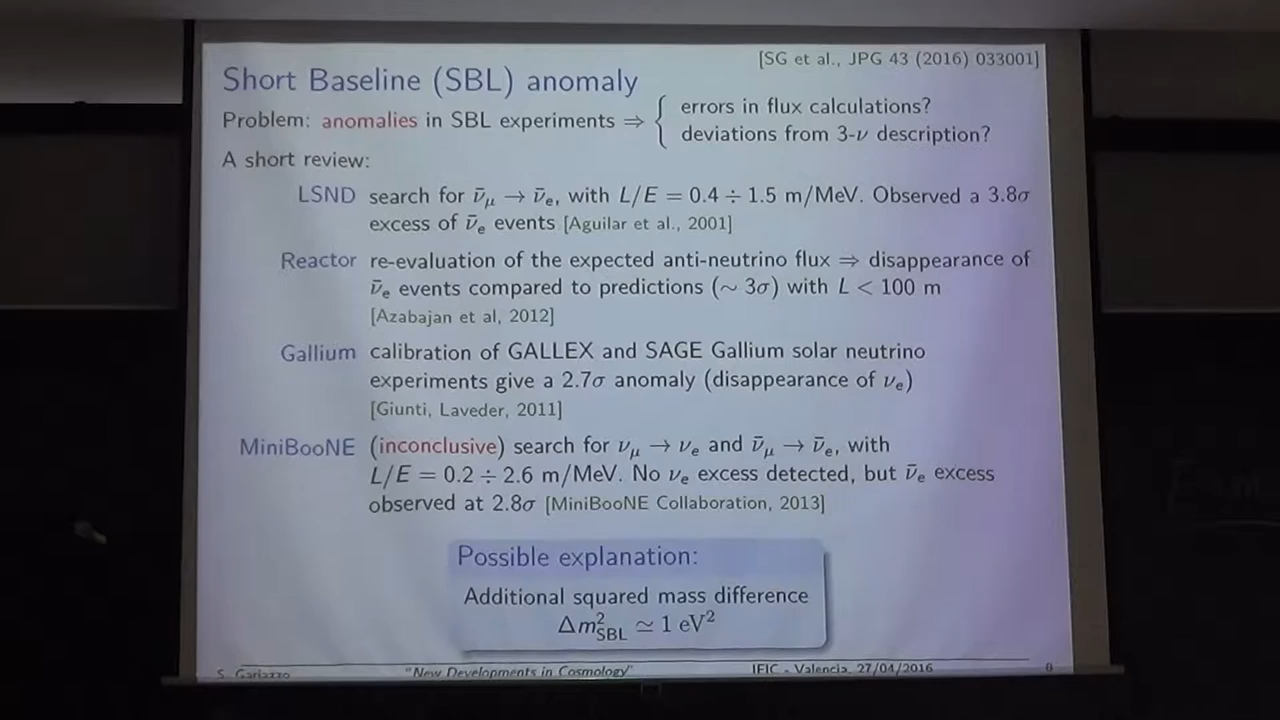 [SG et al., JPG 43 (2016) 033001]
Short Baseline (SBL) anomaly
Problem: anomalies in SBL experiments ⇒ { errors in flux calculations?
deviations from 3-ν description?
A short review:
LSND search for ν̄μ → ν̄e, with L/E = 0.4 ÷ 1.5 m/MeV. Observed a 3.8σ
excess of ν̄e events [Aguilar et al., 2001]
Reactor re-evaluation of the expected anti-neutrino flux ⇒ disappearance of
ν̄e events compared to predictions (∼ 3σ) with L < 100 m
[Azabajan et al, 2012]
Gallium calibration of GALLEX and SAGE Gallium solar neutrino
experiments give a 2.7σ anomaly (disappearance of νe)
[Giunti, Laveder, 2011]
MiniBooNE (inconclusive) search for νμ → νe and ν̄μ → ν̄e, with
L/E = 0.2 ÷ 2.6 m/MeV. No νe excess detected, but ν̄e excess
observed at 2.8σ [MiniBooNE Collaboration, 2013]
Possible explanation:
Additional squared mass difference
Δm²SBL ≃ 1 eV²
S. Gariazzo "New Developments in Cosmology" IFIC - Valencia, 27/04/2016 8